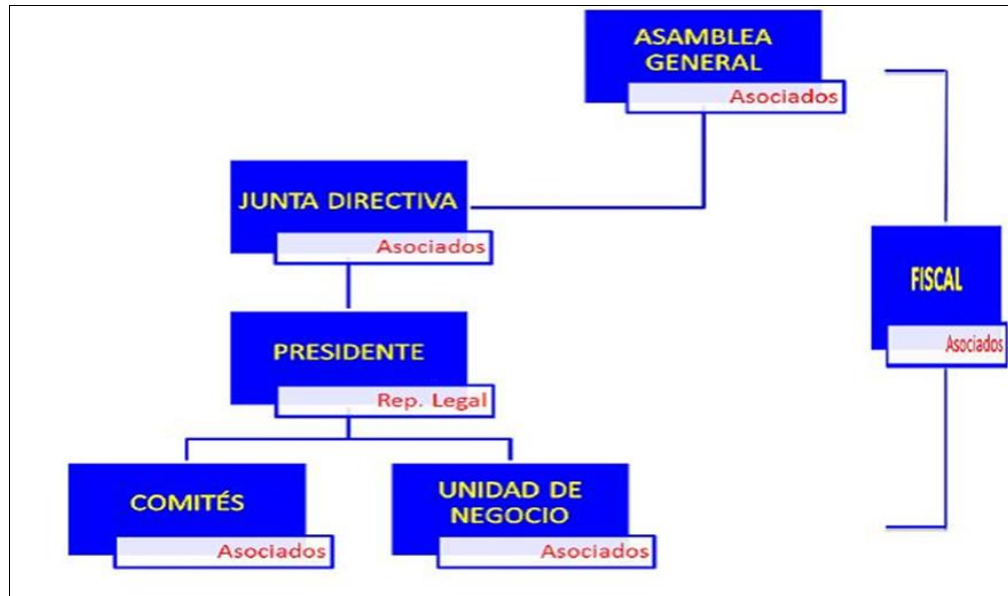 ASAMBLEA
GENERAL
Asociados
JUNTA DIRECTIVA
Asociados
FISCAL
Asociados
PRESIDENTE
Rep. Legal
COMITÉS
Asociados
UNIDAD DE
NEGOCIO
Asociados